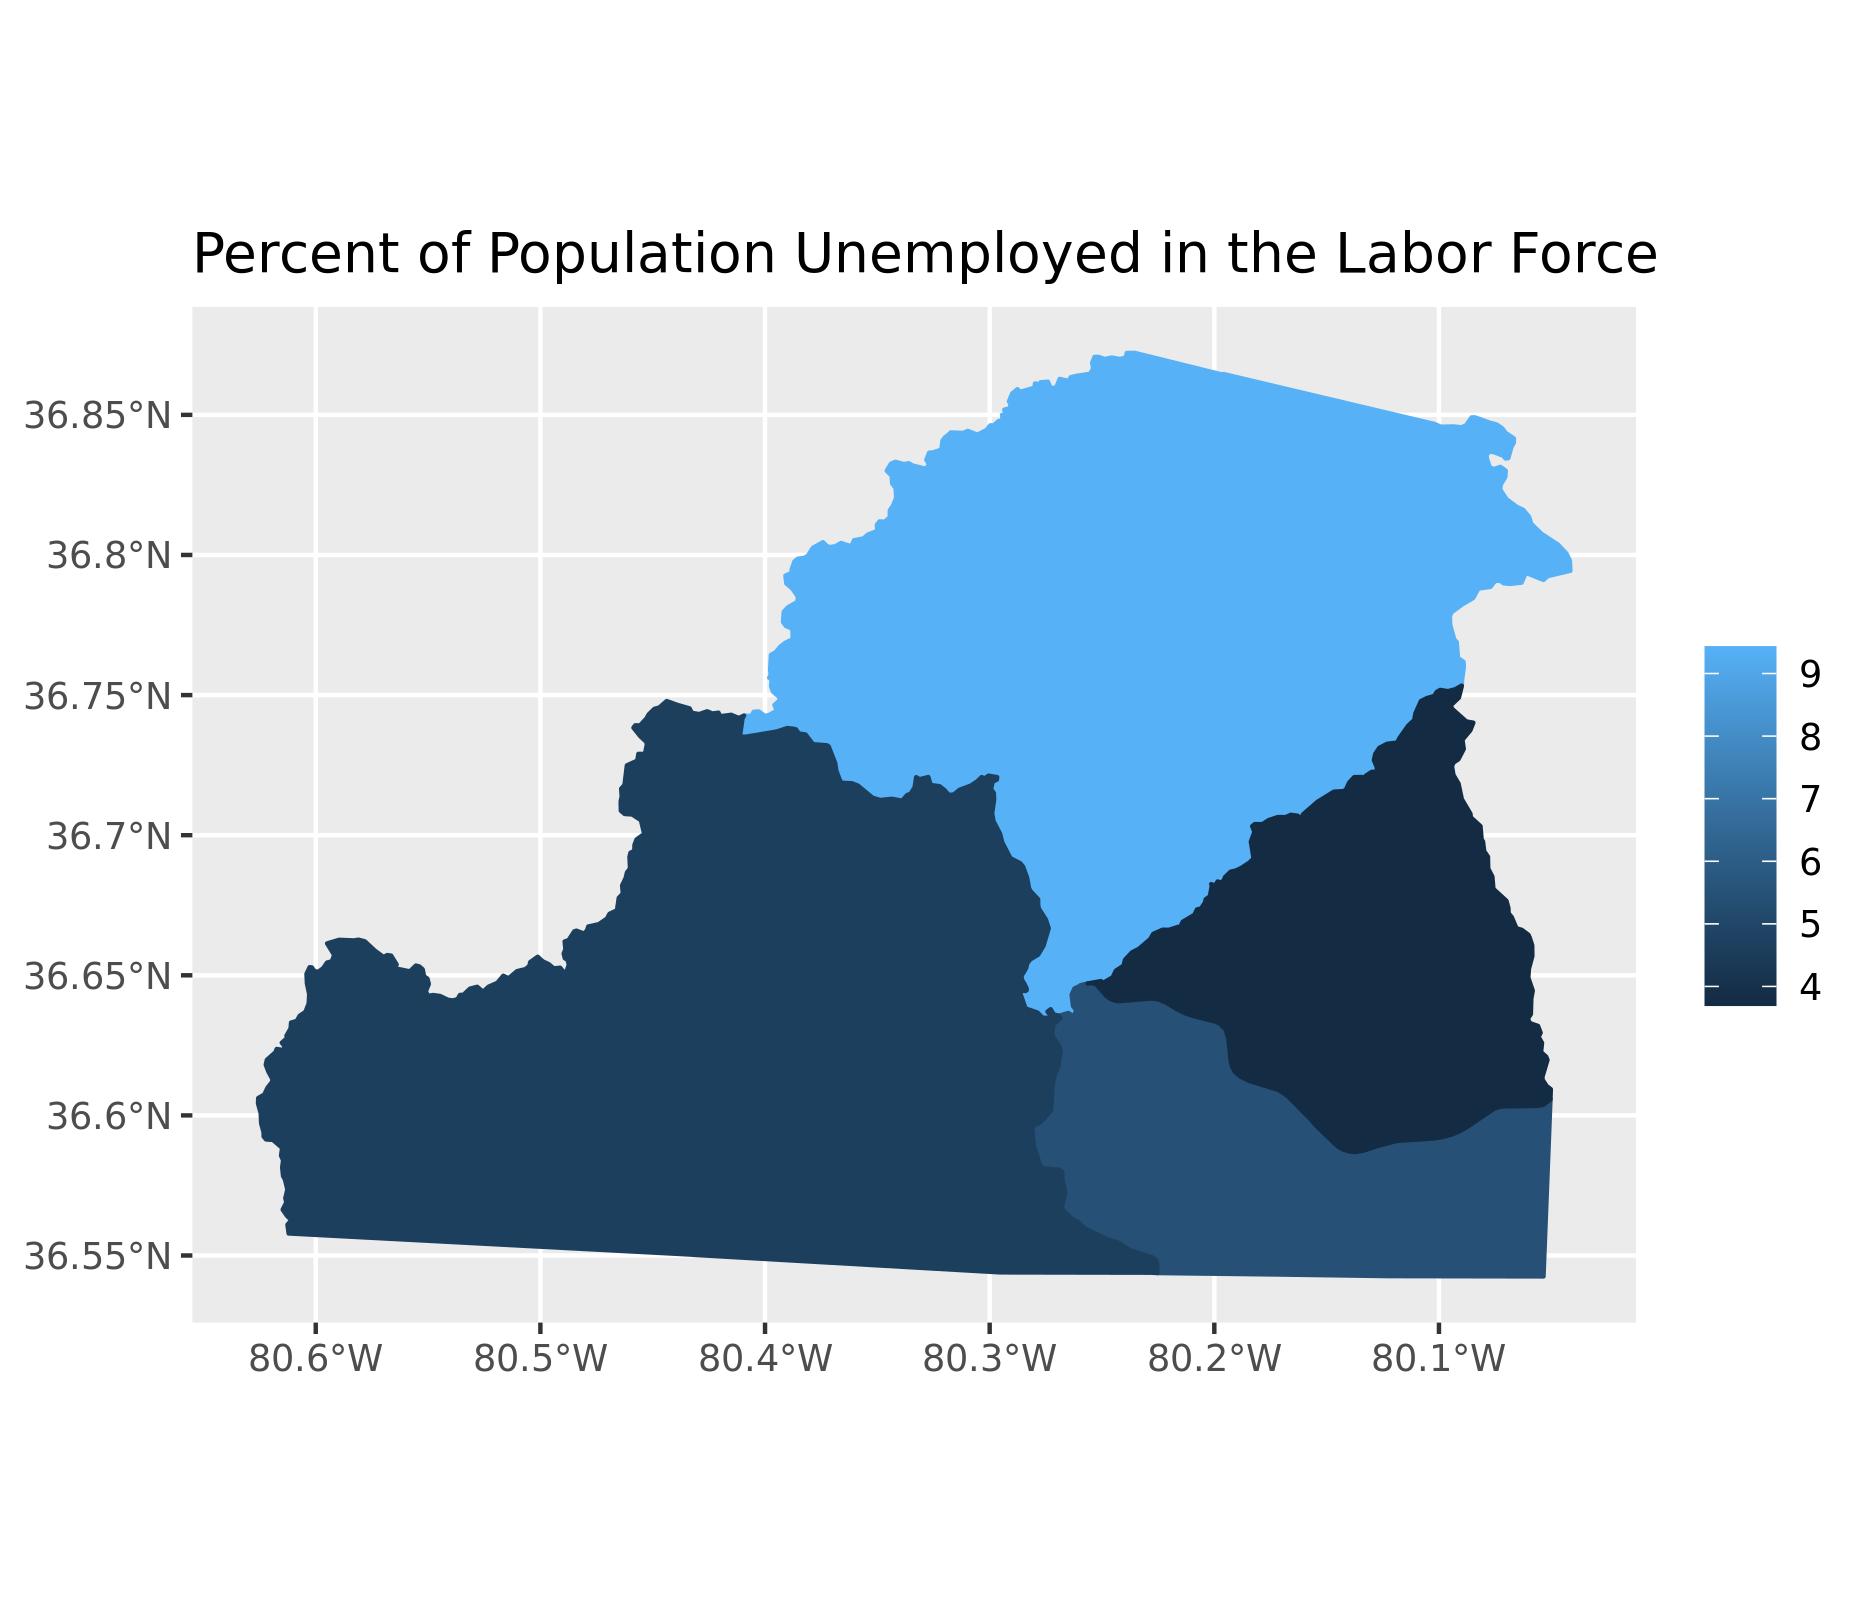 Percent of Population Unemployed in the Labor Force
36.85°N
36.8°N
36.75°N
36.7°N
36.65°N
36.6°N
36.55°N
80.6°W 80.5°W 80.4°W 80.3°W 80.2°W 80.1°W
9
8
7
6
5
4